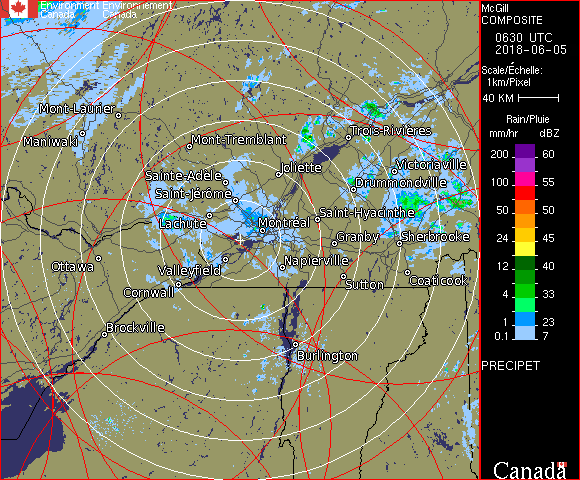 Environment Environnement
Canada Canada
McGill
COMPOSITE
0630 UTC
2018-06-05
Scale/Échelle:
1km/Pixel
40 KM
Rain/Pluie
mm/hr dBZ
200 60
150 57
100 55
50 50
24 45
12 40
4 33
1 23
0.1 7
PRECIPET
Canada
Mont-Laurier
Maniwaki
Mont-Tremblant
Trois-Rivières
Joliette
Victoriaville
Sainte-Adèle
Drummondville
Saint-Jérôme
Saint-Hyacinthe
Lachute
Montréal
Granby
Sherbrooke
Ottawa
Valleyfield
Napierville
Cornwall
Sutton
Coaticook
Brockville
Burlington